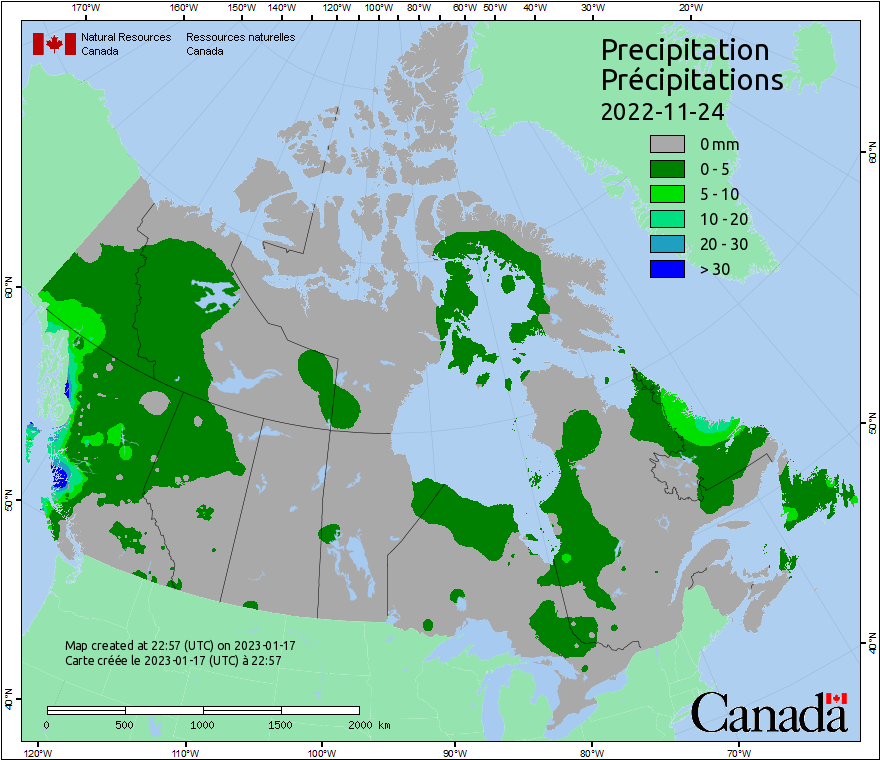 170°W 160°W 150°W 140°W 130°W 120°W 110°W 100°W 90°W 80°W 70°W 60°W 50°W 40°W 30°W 20°W
Natural Resources Ressources naturelles
Canada Canada
Precipitation
Précipitations
2022-11-24
0 mm
0 - 5
5 - 10
10 - 20
20 - 30
> 30
60°N
60°N
50°N
50°N
40°N
40°N
Map created at 22:57 (UTC) on 2023-01-17
Carte créée le 2023-01-17 (UTC) à 22:57
0 500 1000 1500 2000 km
Canada
120°W 110°W 100°W 90°W 80°W 70°W